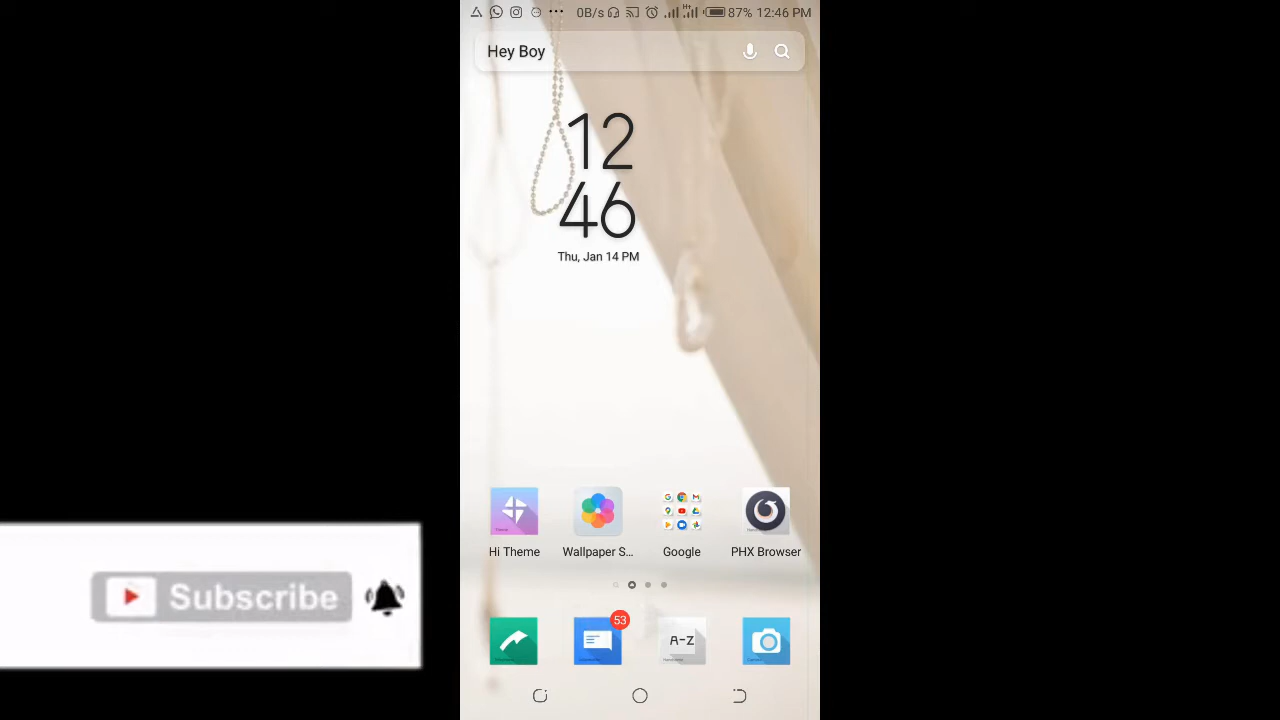 0B/s H+ 87% 12:46 PM
Hey Boy
12
46
Thu, Jan 14 PM
Hi Theme Wallpaper S... Google PHX Browser
53
A-Z
Subscribe